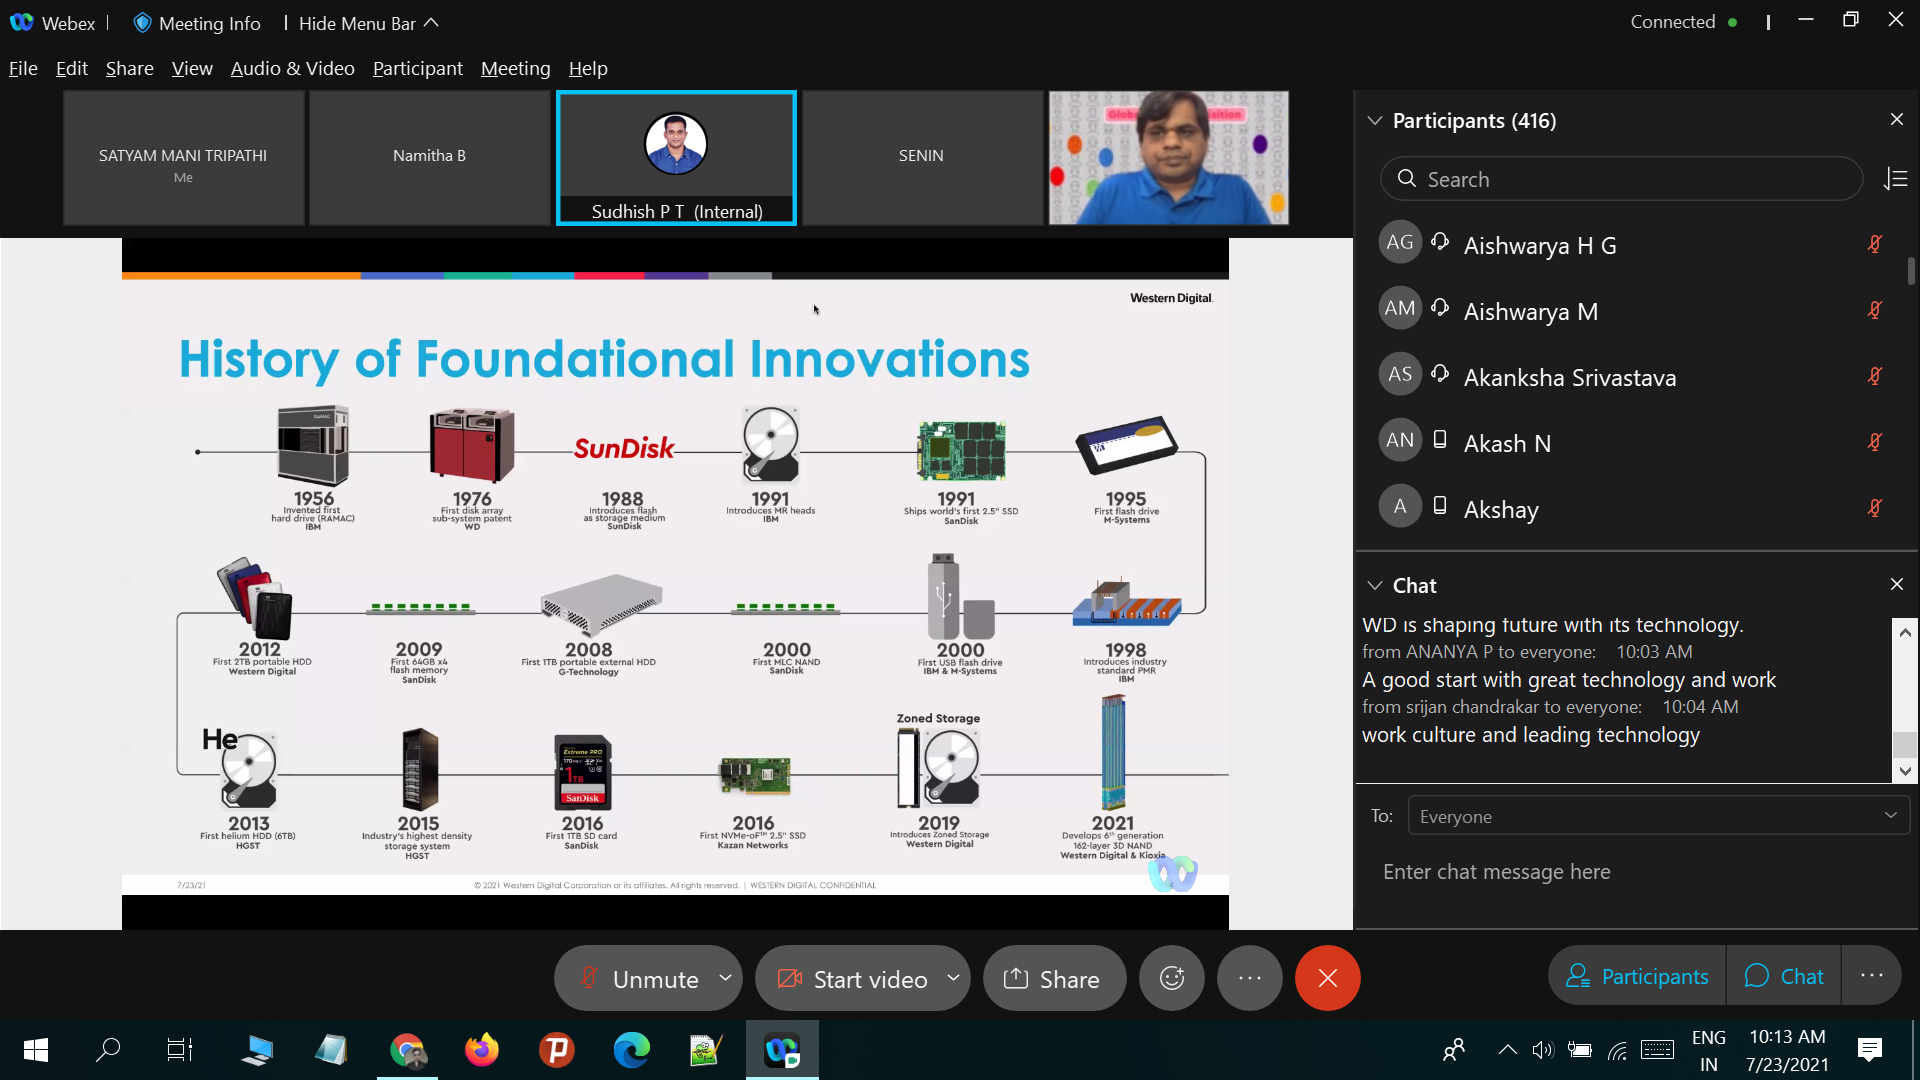 Webex
Meeting Info
Hide Menu Bar
Connected
File Edit Share View Audio & Video Participant Meeting Help
SATYAM MANI TRIPATHI
Me
Namitha B
Sudhish P T (Internal)
SENIN
Participants (416)
Search
AG Aishwarya H G
AM Aishwarya M
AS Akanksha Srivastava
AN Akash N
A Akshay
Western Digital
History of Foundational Innovations
RAMAC
SunDisk
1956
Invented first
hard drive (RAMAC)
IBM
1976
First disk array
sub-system patent
WD
1988
Introduces flash
as storage medium
SunDisk
1991
Introduces MR heads
IBM
1991
Ships world's first 2.5" SSD
SanDisk
1995
First flash drive
M-Systems
2012
First 2TB portable HDD
Western Digital
2009
First 64GB x4
flash memory
SanDisk
2008
First 1TB portable external HDD
G-Technology
2000
First MLC NAND
SanDisk
2000
First USB flash drive
IBM & M-Systems
1998
Introduces industry
standard PMR
IBM
He
2013
First helium HDD (6TB)
HGST
2015
Industry's highest density
storage system
HGST
Extreme PRO
170 MB/s
1TB
SanDisk
2016
First 1TB SD card
SanDisk
2016
First NVMe-oF™ 2.5" SSD
Kazan Networks
Zoned Storage
2019
Introduces Zoned Storage
Western Digital
2021
Develops 6th generation
162-layer 3D NAND
Western Digital & Kioxia
7/23/21
© 2021 Western Digital Corporation or its affiliates. All rights reserved. | WESTERN DIGITAL CONFIDENTIAL
Chat
WD is shaping future with its technology.
from ANANYA P to everyone: 10:03 AM
A good start with great technology and work
from srijan chandrakar to everyone: 10:04 AM
work culture and leading technology
To: Everyone
Enter chat message here
Unmute
Start video
Share
Participants
Chat
ENG
IN
10:13 AM
7/23/2021